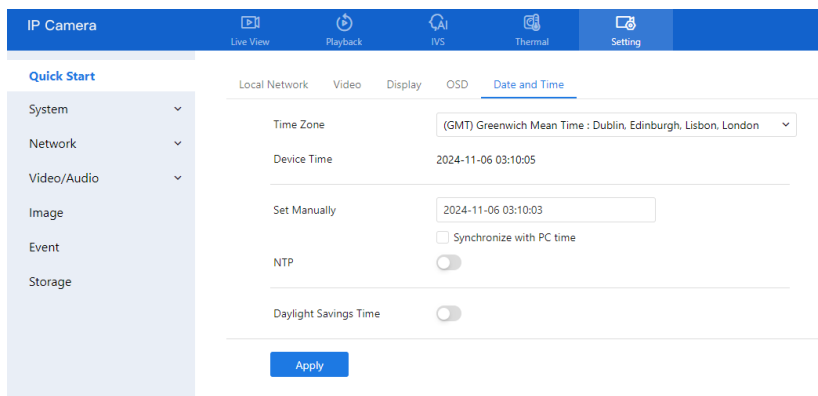 IP Camera
Live View
Playback
AI
IVS
Thermal
Setting
Quick Start
System
Network
Video/Audio
Image
Event
Storage
Local Network Video Display OSD Date and Time
Time Zone (GMT) Greenwich Mean Time : Dublin, Edinburgh, Lisbon, London
Device Time 2024-11-06 03:10:05
Set Manually 2024-11-06 03:10:03
Synchronize with PC time
NTP
Daylight Savings Time
Apply